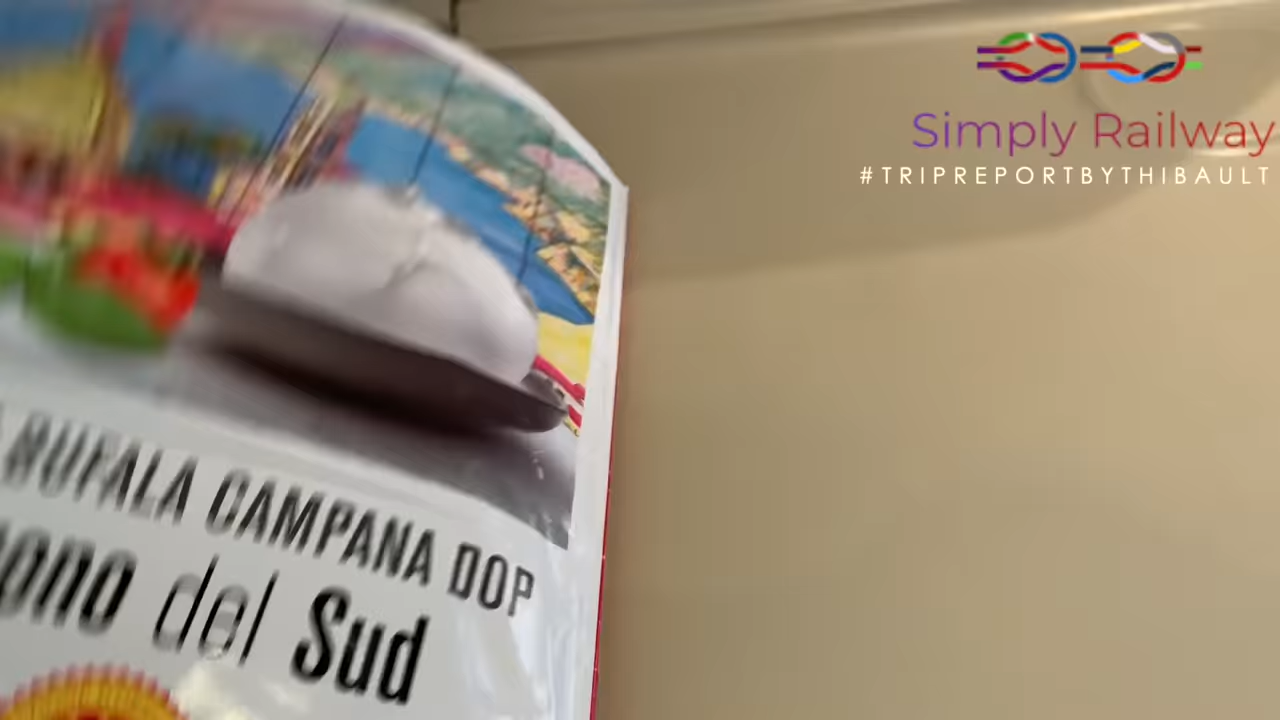 Simply Railway
#TRIPREPORTBYTHIBAULT
BUFALA CAMPANA DOP
del Sud